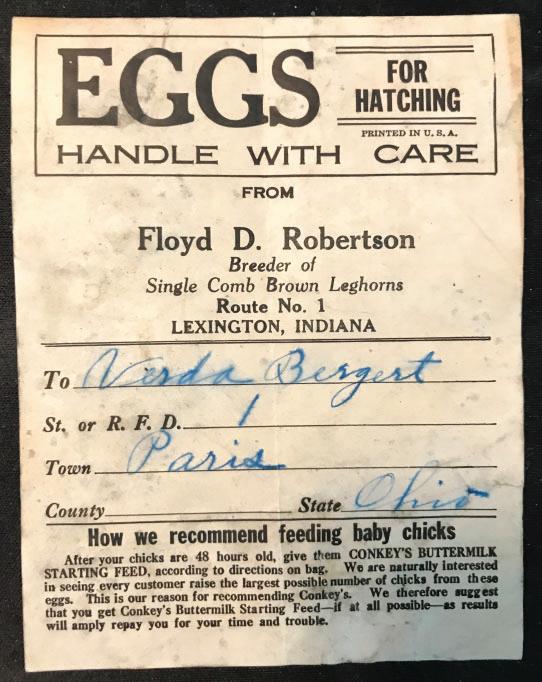 EGGS FOR HATCHING
PRINTED IN U. S. A.
HANDLE WITH CARE
FROM
Floyd D. Robertson
Breeder of
Single Comb Brown Leghorns
Route No. 1
LEXINGTON, INDIANA
To Verda Bergert
St. or R. F. D. 1
Town Paris
County State Ohio
How we recommend feeding baby chicks
After your chicks are 48 hours old, give them CONKEY'S BUTTERMILK
STARTING FEED, according to directions on bag. We are naturally interested
in seeing every customer raise the largest possible number of chicks from these
eggs. This is our reason for recommending Conkey's. We therefore suggest
that you get Conkey's Buttermilk Starting Feed—if at all possible—as results
will amply repay you for your time and trouble.